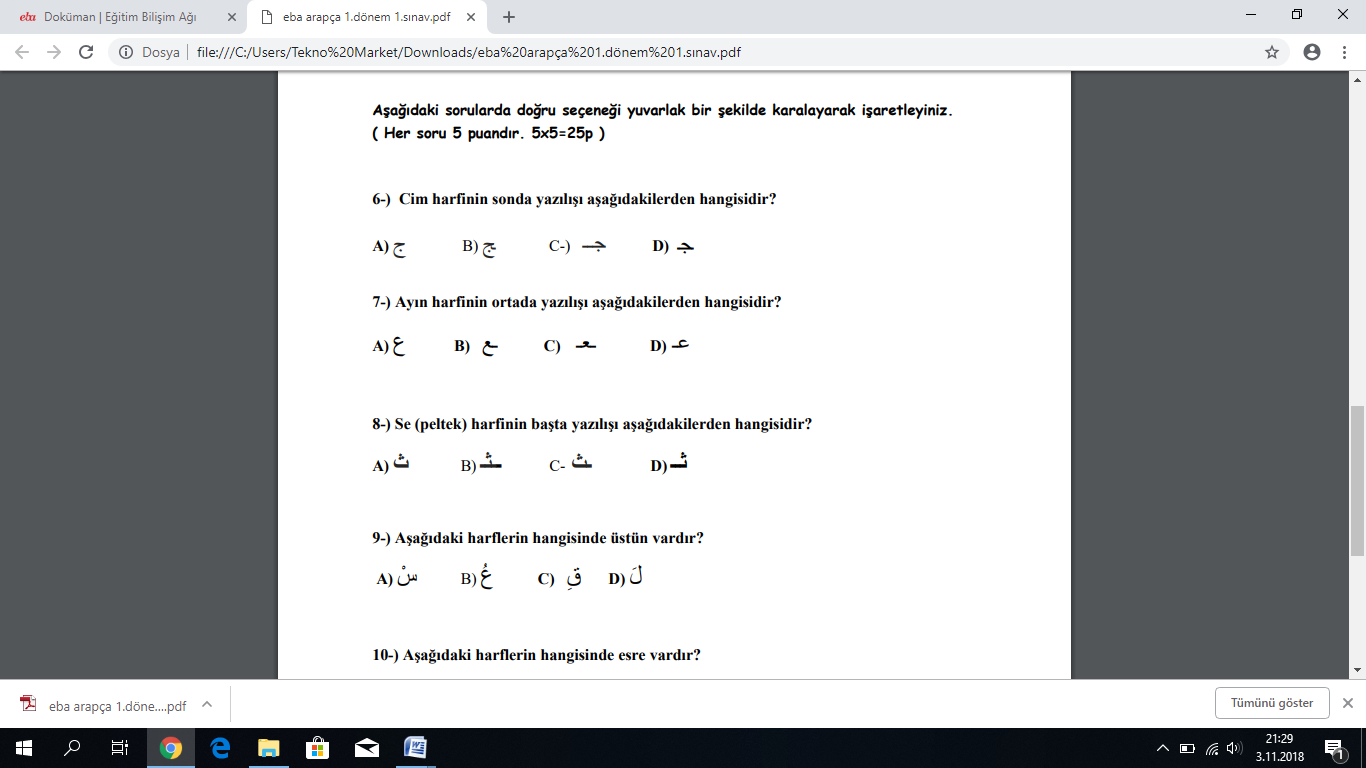 eba Doküman | Eğitim Bilişim Ağı
eba arapça 1.dönem 1.sınav.pdf
Dosya | file:///C:/Users/Tekno%20Market/Downloads/eba%20arapça%201.dönem%201.sınav.pdf
Aşağıdaki sorularda doğru seçeneği yuvarlak bir şekilde karalayarak işaretleyiniz.
( Her soru 5 puandır. 5x5=25p )
6-) Cim harfinin sonda yazılışı aşağıdakilerden hangisidir?
A) ج B) ـج C-) جـ D) ـجـ
7-) Ayın harfinin ortada yazılışı aşağıdakilerden hangisidir?
A) ع B) ـع C) ـعـ D) عـ
8-) Se (peltek) harfinin başta yazılışı aşağıdakilerden hangisidir?
A) ث B) ـثـ C- ـث D) ثـ
9-) Aşağıdaki harflerin hangisinde üstün vardır?
A) سْ B) غُ C) قِ D) لَ
10-) Aşağıdaki harflerin hangisinde esre vardır?
eba arapça 1.döne....pdf
Tümünü göster
21:29
3.11.2018
1